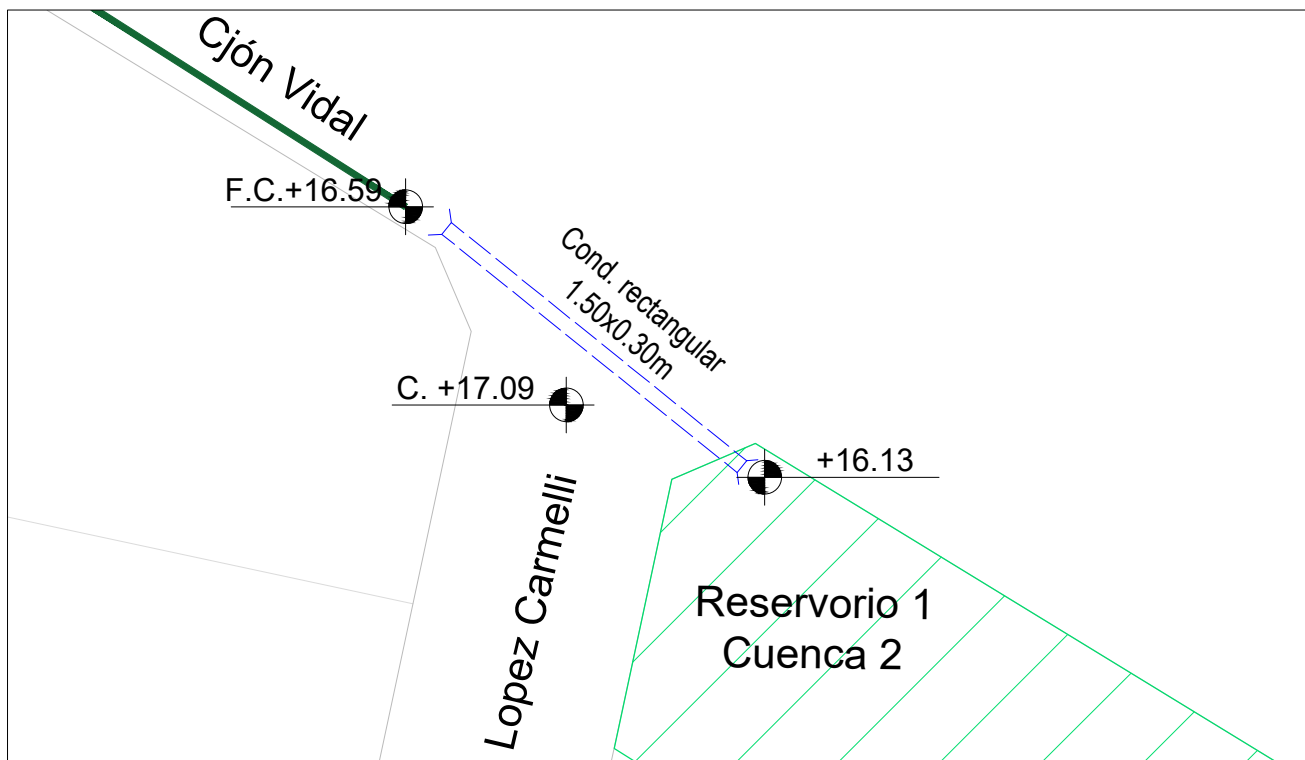 Cjón Vidal
F.C.+16.59
Cond. rectangular
1.50x0.30m
C. +17.09
+16.13
Lopez Carmelli
Reservorio 1
Cuenca 2